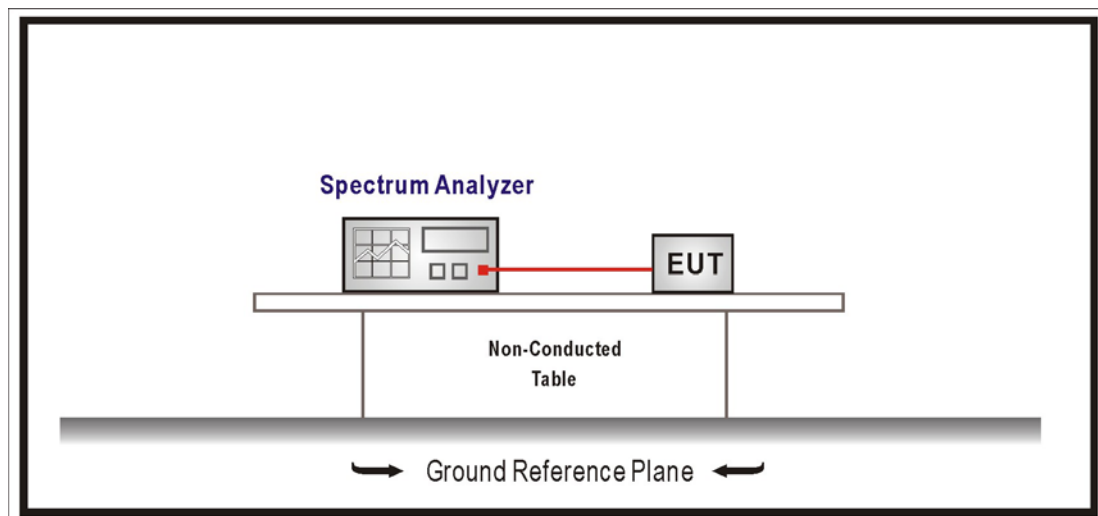 Spectrum Analyzer
EUT
Non-Conducted
Table
Ground Reference Plane